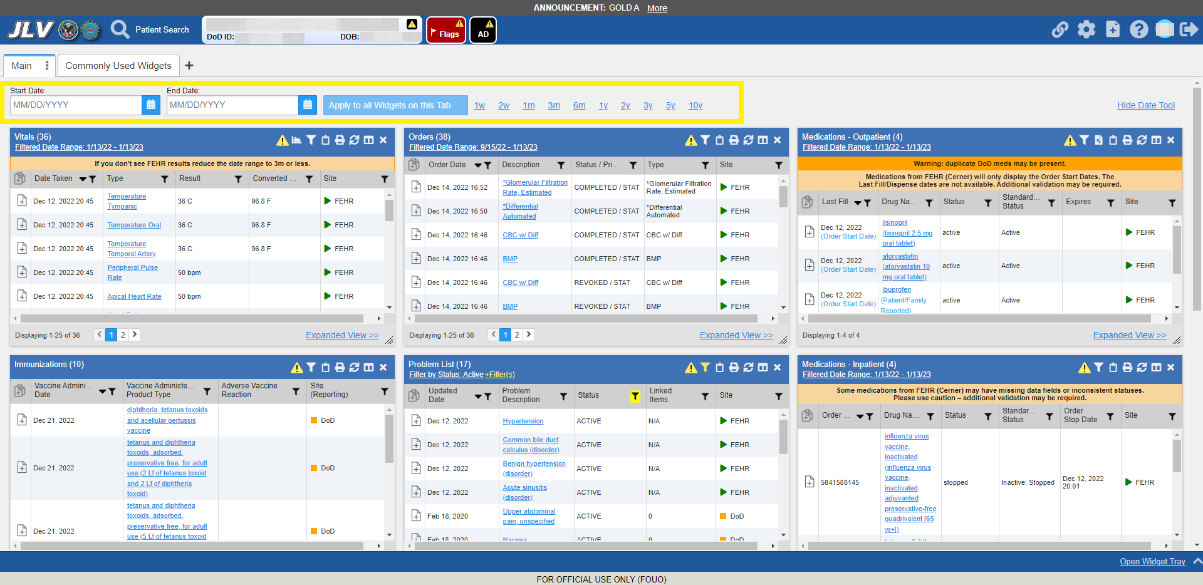 ANNOUNCEMENT: GOLD A More
JLV Patient Search DoD ID: DOB: Flags AD
Main Commonly Used Widgets
Start Date: End Date:
MM/DD/YYYY MM/DD/YYYY Apply to all Widgets on this Tab 1w 2w 1m 3m 6m 1y 2y 3y 5y 10y Hide Date Tool
Vitals (36)
Filtered Date Range: 1/13/22 - 1/13/23
If you don't see FEHR results reduce the date range to 3m or less.
Date Taken Type Result Converted ... Site
Dec 12, 2022 20:45 Temperature Tympanic 36 C 96.8 F FEHR
Dec 12, 2022 20:45 Temperature Oral 36 C 96.8 F FEHR
Dec 12, 2022 20:45 Temperature Temporal Artery 36 C 96.8 F FEHR
Dec 12, 2022 20:45 Peripheral Pulse Rate 50 bpm FEHR
Dec 12, 2022 20:45 Apical Heart Rate 50 bpm FEHR
Displaying 1-25 of 36 1 2 Expanded View >>
Orders (38)
Filtered Date Range: 9/15/22 - 1/13/23
Order Date Description Status / Pri... Type Site
Dec 14, 2022 16:52 *Glomerular Filtration Rate, Estimated COMPLETED / STAT *Glomerular Filtration Rate, Estimated FEHR
Dec 14, 2022 16:50 *Differential Automated COMPLETED / STAT *Differential Automated FEHR
Dec 14, 2022 16:46 CBC w/ Diff COMPLETED / STAT CBC w/ Diff FEHR
Dec 14, 2022 16:46 BMP COMPLETED / STAT BMP FEHR
Dec 14, 2022 16:46 CBC w/ Diff REVOKED / STAT CBC w/ Diff FEHR
Dec 14, 2022 16:46 BMP REVOKED / STAT BMP FEHR
Displaying 1-25 of 38 1 2 Expanded View >>
Medications - Outpatient (4)
Filtered Date Range: 1/13/22 - 1/13/23
Warning: duplicate DoD meds may be present.
Medications from FEHR (Cerner) will only display the Order Start Dates. The
Last Fill/Dispense dates are not available. Additional validation may be required.
Last Fill Drug Na... Status Standard... Status Expires Site
Dec 12, 2022 (Order Start Date) lisinopril (lisinopril 2.5 mg oral tablet) active Active FEHR
Dec 12, 2022 (Order Start Date) atorvastatin (atorvastatin 10 mg oral tablet) active Active FEHR
Dec 12, 2022 (Order Start Date) ibuprofen (Patient/Family Reported) active Active FEHR
Displaying 1-4 of 4 Expanded View >>
Immunizations (10)
Vaccine Admini... Date Vaccine Administe... Product Type Adverse Vaccine Reaction Site (Reporting)
Dec 21, 2022 diphtheria, tetanus toxoids and acellular pertussis vaccine DoD
Dec 21, 2022 tetanus and diphtheria toxoids, adsorbed, preservative free, for adult use (2 Lf of tetanus toxoid and 2 Lf of diphtheria toxoid) DoD
Dec 21, 2022 tetanus and diphtheria toxoids, adsorbed, preservative free, for adult use (5 Lf of tetanus DoD
Problem List (17)
Filter by Status: Active +Filter(s)
Updated Date Problem Description Status Linked Items Site
Dec 12, 2022 Hypertension ACTIVE N/A FEHR
Dec 12, 2022 Common bile duct calculus (disorder) ACTIVE N/A FEHR
Dec 12, 2022 Benign hypertension (disorder) ACTIVE N/A FEHR
Dec 12, 2022 Acute sinusitis (disorder) ACTIVE N/A FEHR
Feb 18, 2020 Upper abdominal pain, unspecified ACTIVE 0 DoD
Feb 18, 2020 Nausea ACTIVE 0 DoD
Medications - Inpatient (4)
Filtered Date Range: 1/13/22 - 1/13/23
Some medications from FEHR (Cerner) may have missing data fields or inconsistent statuses.
Please use caution – additional validation may be required.
Order ... Drug Na... Status Standar... Status Order Stop Date Site
5841588145 influenza virus vaccine, inactivated (influenza virus vaccine, inactivated adjuvanted preservative-free quadrivalent (65 yr+)) stopped Inactive: Stopped Dec 12, 2022 20:01 FEHR
Open Widget Tray
FOR OFFICIAL USE ONLY (FOUO)